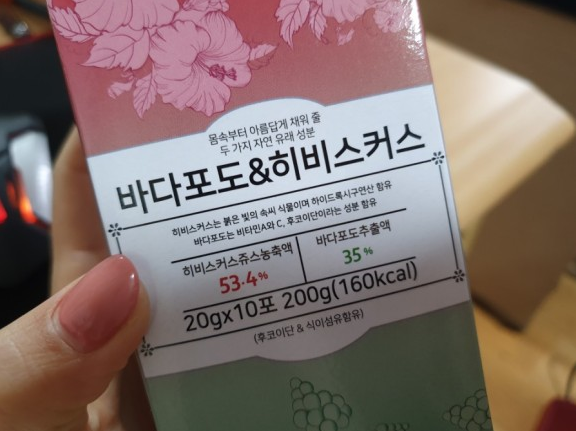 몸속부터 아름답게 채워 줄
두 가지 자연 유래 성분
바다포도&히비스커스
히비스커스는 붉은 빛의 속씨 식물이며 하이드록시구연산 함유
바다포도는 비타민A와 C, 후코이단이라는 성분 함유
히비스커스쥬스농축액
53.4%
바다포도추출액
35%
20gx10포 200g(160kcal)
(후코이단 & 식이섬유함유)